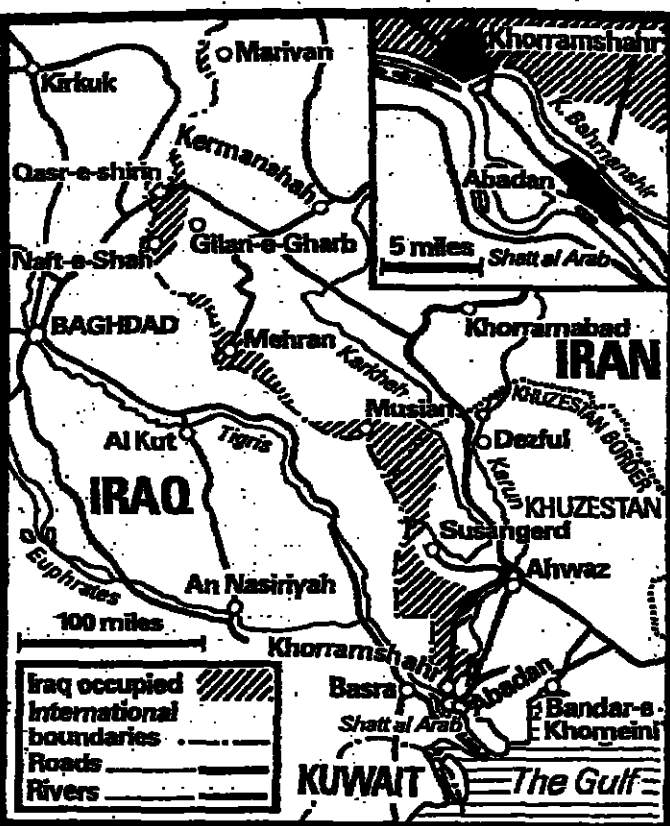 Marivan
Kirkuk
Kermanshah
Qasr-e-shirin
Gilan-e-Gharb
Naft-e-Shah
BAGHDAD
Mehran
Karkheh
Khorramabad
IRAN
KHUZESTAN BORDER
Musian
Al Kut
Tigris
Dezful
IRAQ
Karun
KHUZESTAN
Susangerd
Ahwaz
Euphrates
An Nasiriyah
100 miles
Khorramshahr
Abadan
Basra
Bandar-e
Khomeini
Shatt al Arab
KUWAIT
The Gulf
Khorramshahr
K. Bahmanshir
Abadan
5 miles
Shatt al Arab
Iraq occupied
International
boundaries
Roads
Rivers